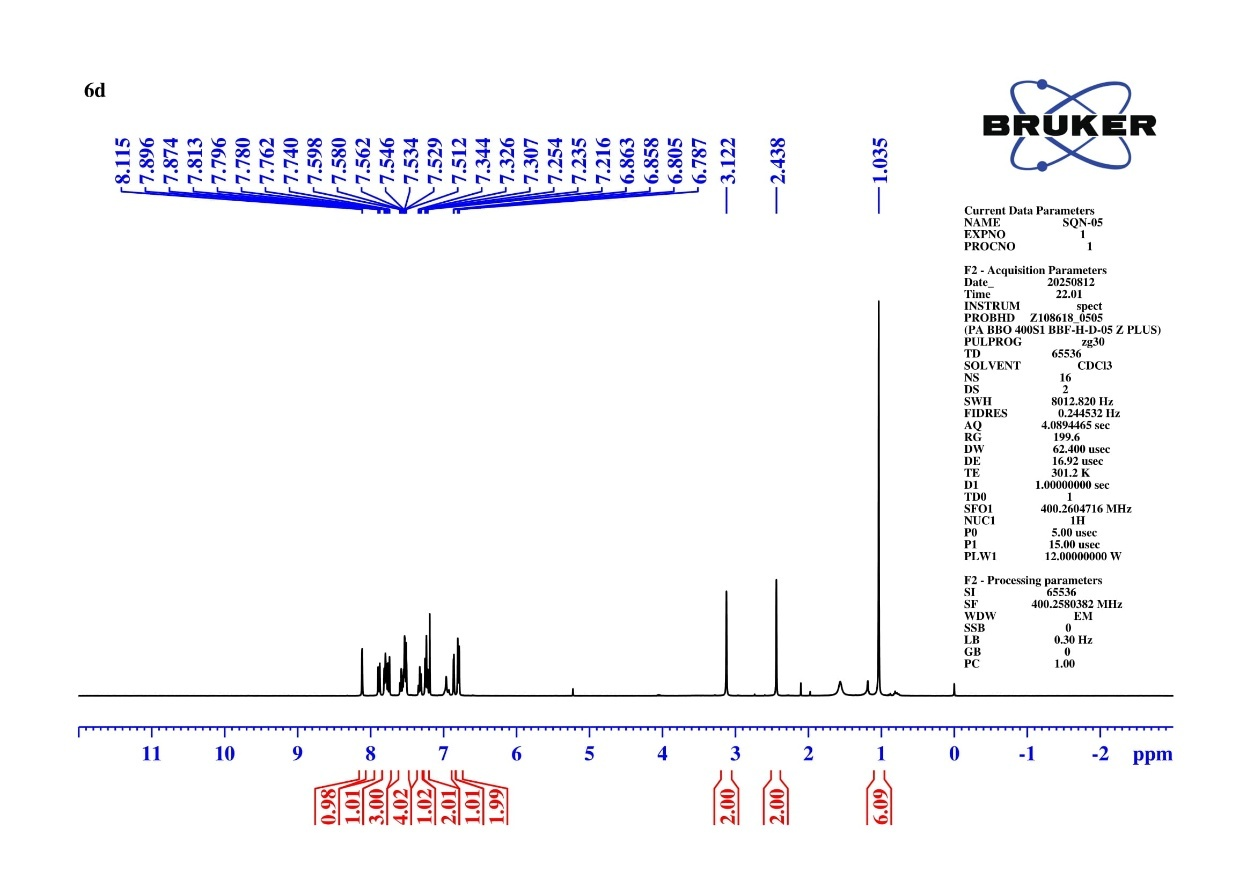 6d
BRUKER
8.115
7.896
7.874
7.813
7.796
7.780
7.762
7.740
7.598
7.580
7.562
7.546
7.534
7.529
7.512
7.344
7.326
7.307
7.254
7.235
7.216
6.863
6.858
6.805
6.787
3.122
2.438
1.035
Current Data Parameters
NAME SQN-05
EXPNO 1
PROCNO 1
F2 - Acquisition Parameters
Date_ 20250812
Time 22.01
INSTRUM spect
PROBHD Z108618_0505
(PA BBO 400S1 BBF-H-D-05 Z PLUS)
PULPROG zg30
TD 65536
SOLVENT CDCl3
NS 16
DS 2
SWH 8012.820 Hz
FIDRES 0.244532 Hz
AQ 4.0894465 sec
RG 199.6
DW 62.400 usec
DE 16.92 usec
TE 301.2 K
D1 1.00000000 sec
TD0 1
SFO1 400.2604716 MHz
NUC1 1H
P0 5.00 usec
P1 15.00 usec
PLW1 12.00000000 W
F2 - Processing parameters
SI 65536
SF 400.2580382 MHz
WDW EM
SSB 0
LB 0.30 Hz
GB 0
PC 1.00
11 10 9 8 7 6 5 4 3 2 1 0 -1 -2 ppm
0.98
1.01
3.00
4.02
1.02
2.01
1.01
1.99
2.00
2.00
6.09